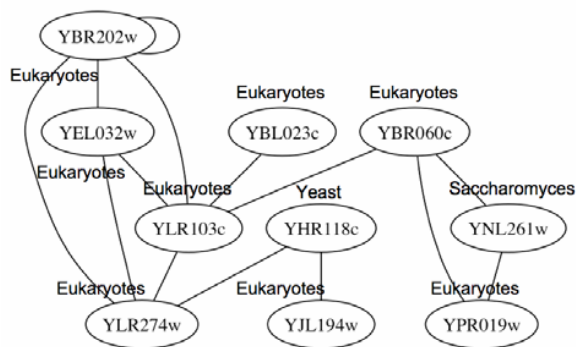 YBR202w
Eukaryotes
Eukaryotes
Eukaryotes
YEL032w
YBL023c
YBR060c
Eukaryotes
Eukaryotes
Yeast
Saccharomyces
YLR103c
YHR118c
YNL261w
Eukaryotes
Eukaryotes
Eukaryotes
YLR274w
YJL194w
YPR019w